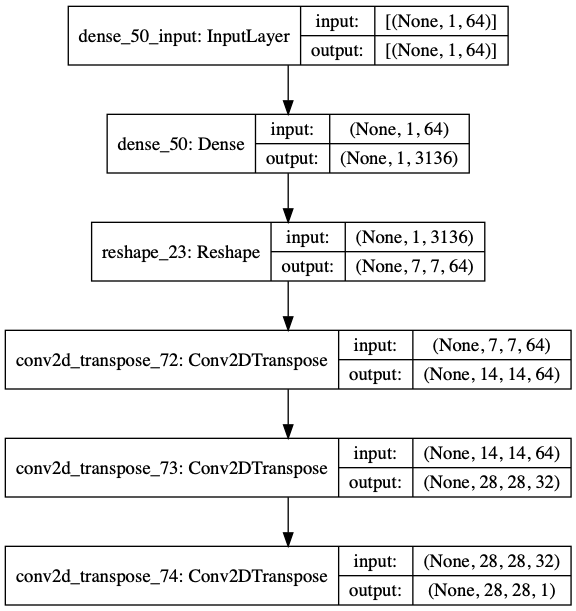 dense_50_input: InputLayer
input: [(None, 1, 64)]
output: [(None, 1, 64)]
dense_50: Dense
input: (None, 1, 64)
output: (None, 1, 3136)
reshape_23: Reshape
input: (None, 1, 3136)
output: (None, 7, 7, 64)
conv2d_transpose_72: Conv2DTranspose
input: (None, 7, 7, 64)
output: (None, 14, 14, 64)
conv2d_transpose_73: Conv2DTranspose
input: (None, 14, 14, 64)
output: (None, 28, 28, 32)
conv2d_transpose_74: Conv2DTranspose
input: (None, 28, 28, 32)
output: (None, 28, 28, 1)